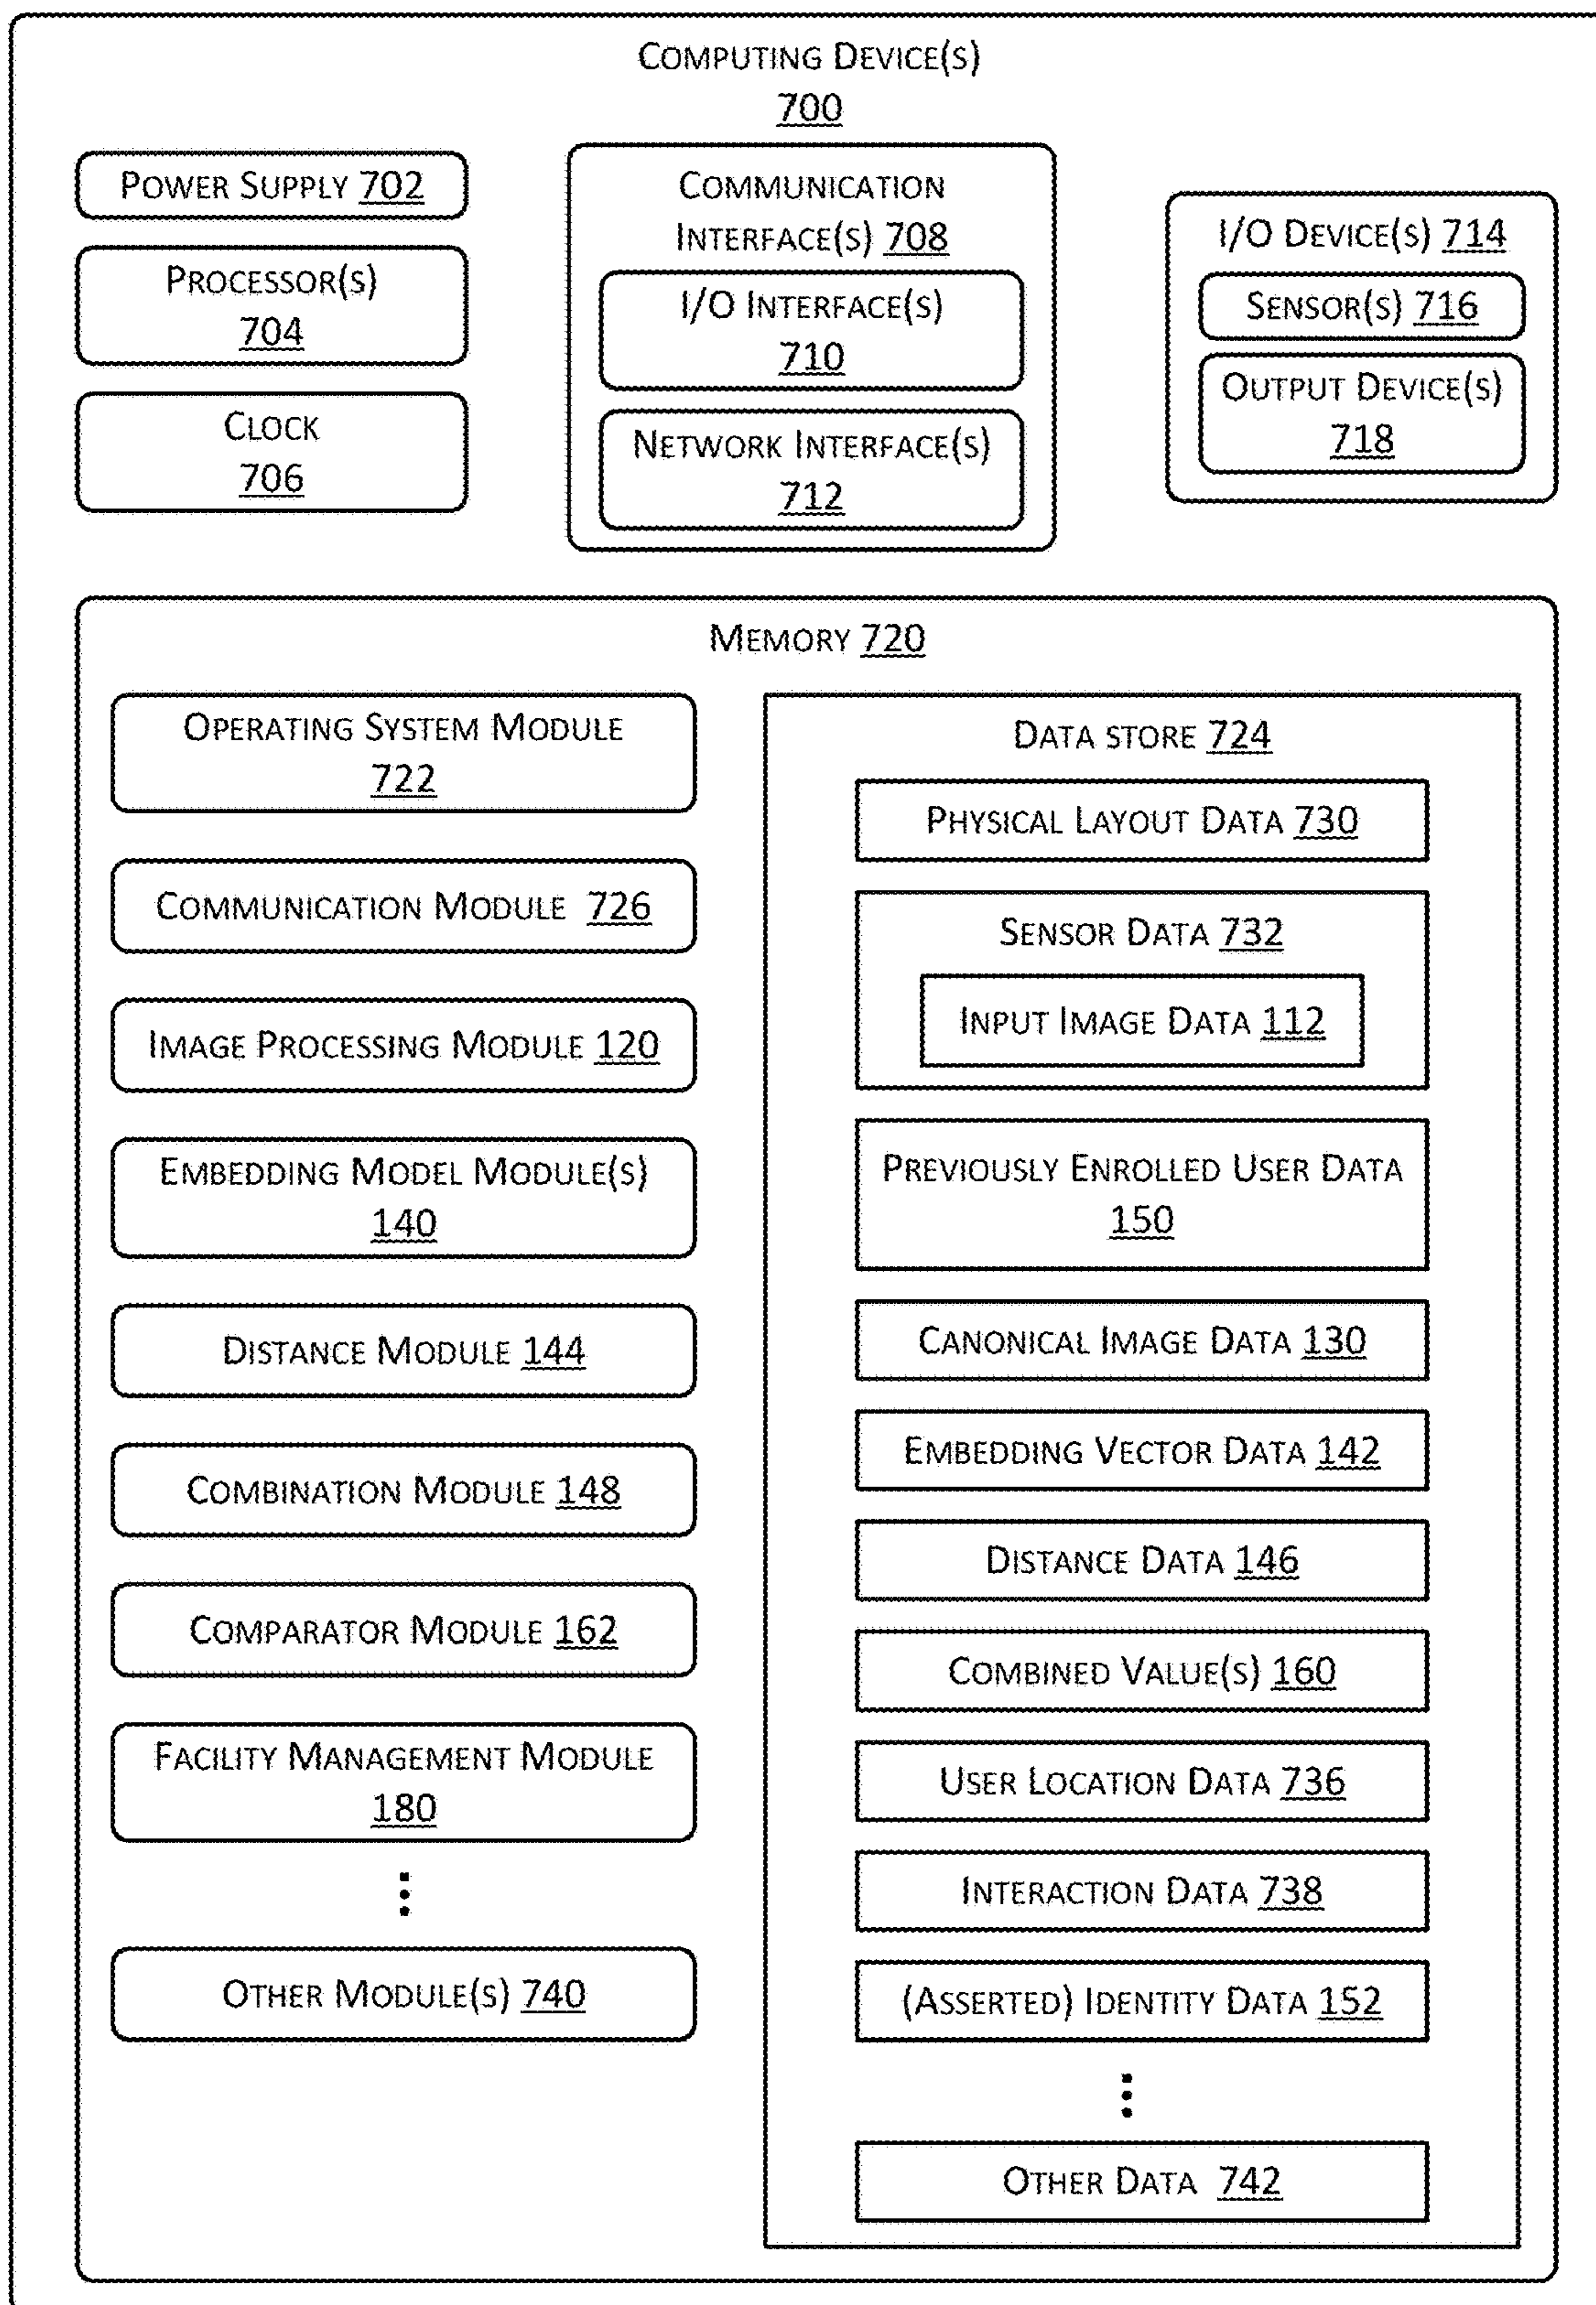 COMPUTING DEVICE(S)
700
POWER SUPPLY 702
PROCESSOR(S)
704
CLOCK
706
COMMUNICATION
INTERFACE(S) 708
I/O INTERFACE(S)
710
NETWORK INTERFACE(S)
712
I/O DEVICE(S) 714
SENSOR(S) 716
OUTPUT DEVICE(S)
718
MEMORY 720
OPERATING SYSTEM MODULE
722
COMMUNICATION MODULE 726
IMAGE PROCESSING MODULE 120
EMBEDDING MODEL MODULE(S)
140
DISTANCE MODULE 144
COMBINATION MODULE 148
COMPARATOR MODULE 162
FACILITY MANAGEMENT MODULE
180
OTHER MODULE(S) 740
DATA STORE 724
PHYSICAL LAYOUT DATA 730
SENSOR DATA 732
INPUT IMAGE DATA 112
PREVIOUSLY ENROLLED USER DATA
150
CANONICAL IMAGE DATA 130
EMBEDDING VECTOR DATA 142
DISTANCE DATA 146
COMBINED VALUE(S) 160
USER LOCATION DATA 736
INTERACTION DATA 738
(ASSERTED) IDENTITY DATA 152
OTHER DATA 742